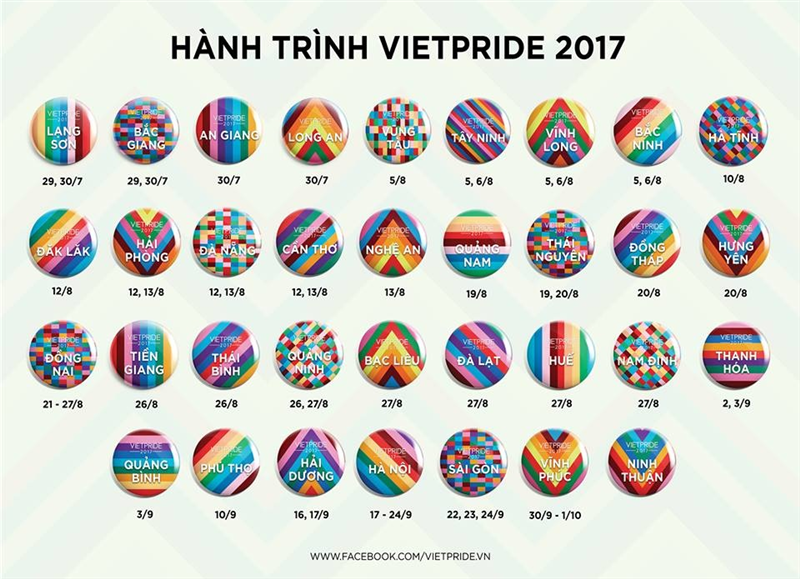 HÀNH TRÌNH VIETPRIDE 2017
VIETPRIDE 2017 LẠNG SƠN
VIETPRIDE 2017 BẮC GIANG
VIETPRIDE 2017 AN GIANG
VIETPRIDE 2017 LONG AN
VIETPRIDE 2017 VŨNG TÀU
VIETPRIDE 2017 TÂY NINH
VIETPRIDE 2017 VĨNH LONG
VIETPRIDE 2017 BẮC NINH
VIETPRIDE 2017 HÀ TĨNH
29, 30/7
29, 30/7
30/7
30/7
5/8
5, 6/8
5, 6/8
5, 6/8
10/8
VIETPRIDE 2017 ĐẮK LẮK
VIETPRIDE 2017 HẢI PHÒNG
VIETPRIDE 2017 ĐÀ NẴNG
VIETPRIDE 2017 CẦN THƠ
VIETPRIDE 2017 NGHỆ AN
VIETPRIDE 2017 QUẢNG NAM
VIETPRIDE 2017 THÁI NGUYÊN
VIETPRIDE 2017 ĐỒNG THÁP
VIETPRIDE 2017 HƯNG YÊN
12/8
12, 13/8
12, 13/8
12, 13/8
13/8
19/8
19, 20/8
20/8
20/8
VIETPRIDE 2017 ĐỒNG NAI
VIETPRIDE 2017 TIỀN GIANG
VIETPRIDE 2017 THÁI BÌNH
VIETPRIDE 2017 QUẢNG NINH
VIETPRIDE 2017 BẠC LIÊU
VIETPRIDE 2017 ĐÀ LẠT
VIETPRIDE 2017 HUẾ
VIETPRIDE 2017 NAM ĐỊNH
VIETPRIDE 2017 THANH HÓA
21 - 27/8
26/8
26/8
26, 27/8
27/8
27/8
27/8
27/8
2, 3/9
VIETPRIDE 2017 QUẢNG BÌNH
VIETPRIDE 2017 PHÚ THỌ
VIETPRIDE 2017 HẢI DƯƠNG
VIETPRIDE 2017 HÀ NỘI
VIETPRIDE 2017 SÀI GÒN
VIETPRIDE 2017 VĨNH PHÚC
VIETPRIDE 2017 NINH THUẬN
3/9
10/9
16, 17/9
17 - 24/9
22, 23, 24/9
30/9 - 1/10
WWW.FACEBOOK.COM/VIETPRIDE.VN